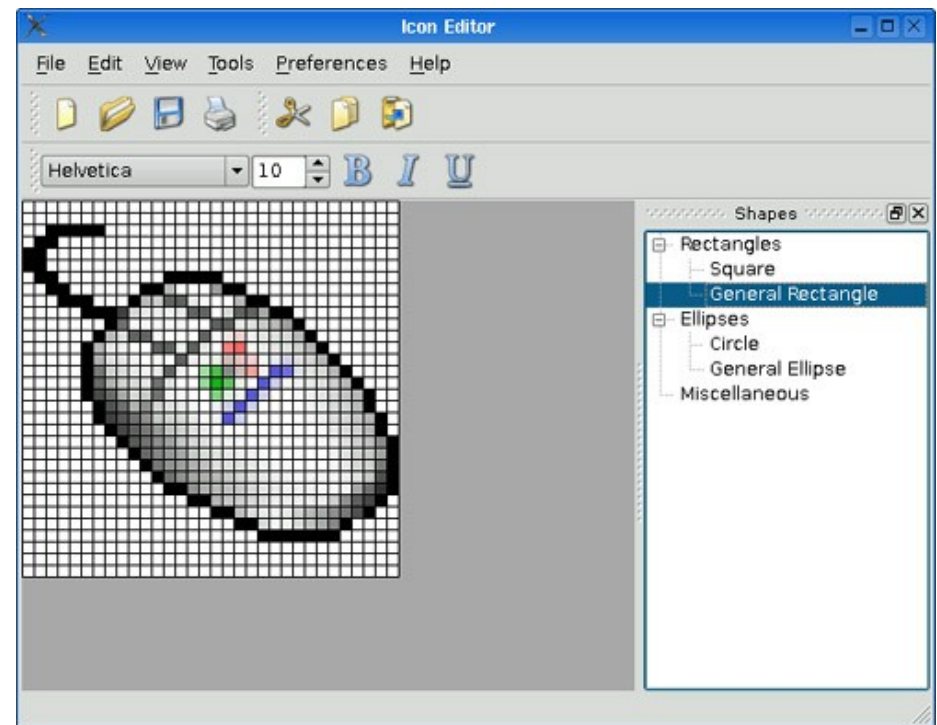 Icon Editor
File Edit View Tools Preferences Help
Helvetica 10 B I U
Shapes
Rectangles
Square
General Rectangle
Ellipses
Circle
General Ellipse
Miscellaneous